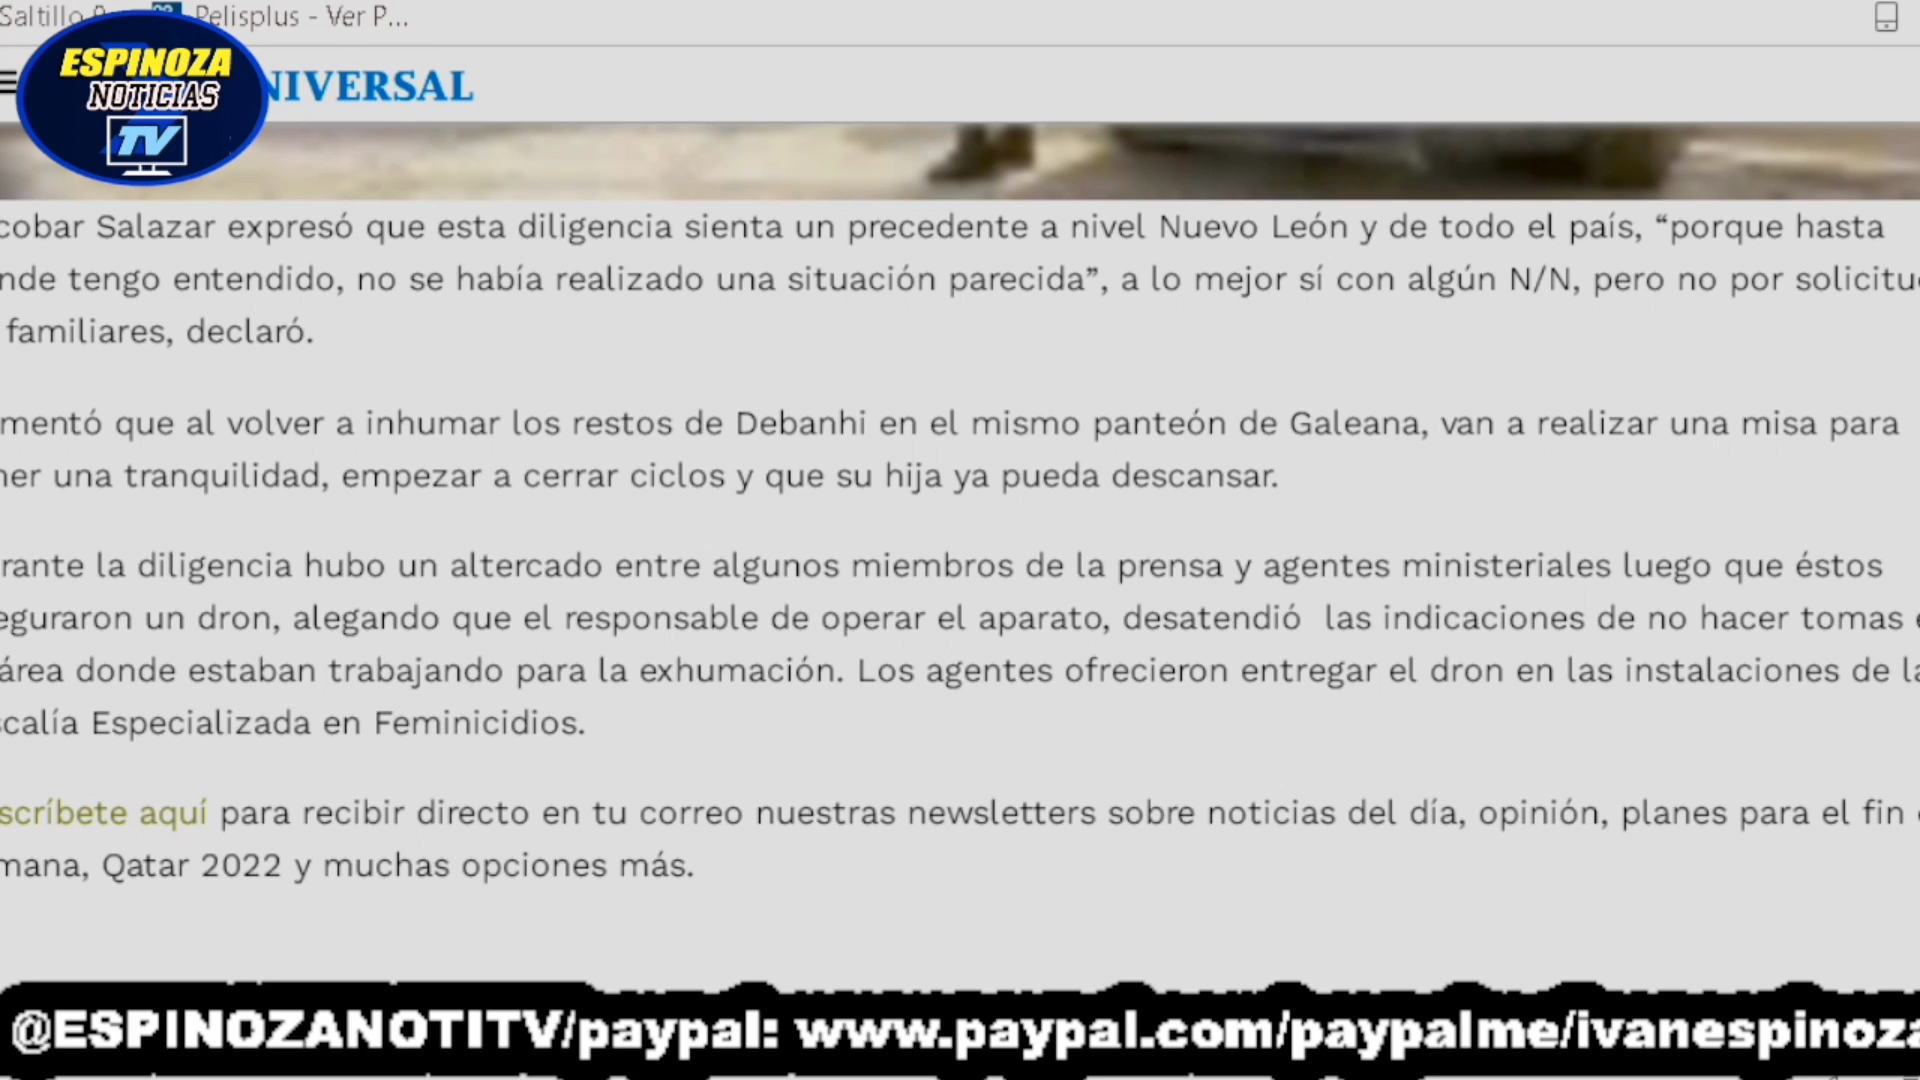 Saltillo
Pelisplus - Ver P...
ESPINOZA
NOTICIAS
TV
NIVERSAL
cobar Salazar expresó que esta diligencia sienta un precedente a nivel Nuevo León y de todo el país, “porque hasta
nde tengo entendido, no se había realizado una situación parecida”, a lo mejor sí con algún N/N, pero no por solicitu
familiares, declaró.
mentó que al volver a inhumar los restos de Debanhi en el mismo panteón de Galeana, van a realizar una misa para
ner una tranquilidad, empezar a cerrar ciclos y que su hija ya pueda descansar.
rante la diligencia hubo un altercado entre algunos miembros de la prensa y agentes ministeriales luego que éstos
eguraron un dron, alegando que el responsable de operar el aparato, desatendió las indicaciones de no hacer tomas e
área donde estaban trabajando para la exhumación. Los agentes ofrecieron entregar el dron en las instalaciones de la
scalía Especializada en Feminicidios.
scríbete aquí para recibir directo en tu correo nuestras newsletters sobre noticias del día, opinión, planes para el fin
mana, Qatar 2022 y muchas opciones más.
@ESPINOZANOTITV/paypal: www.paypal.com/paypalme/ivanespinoza